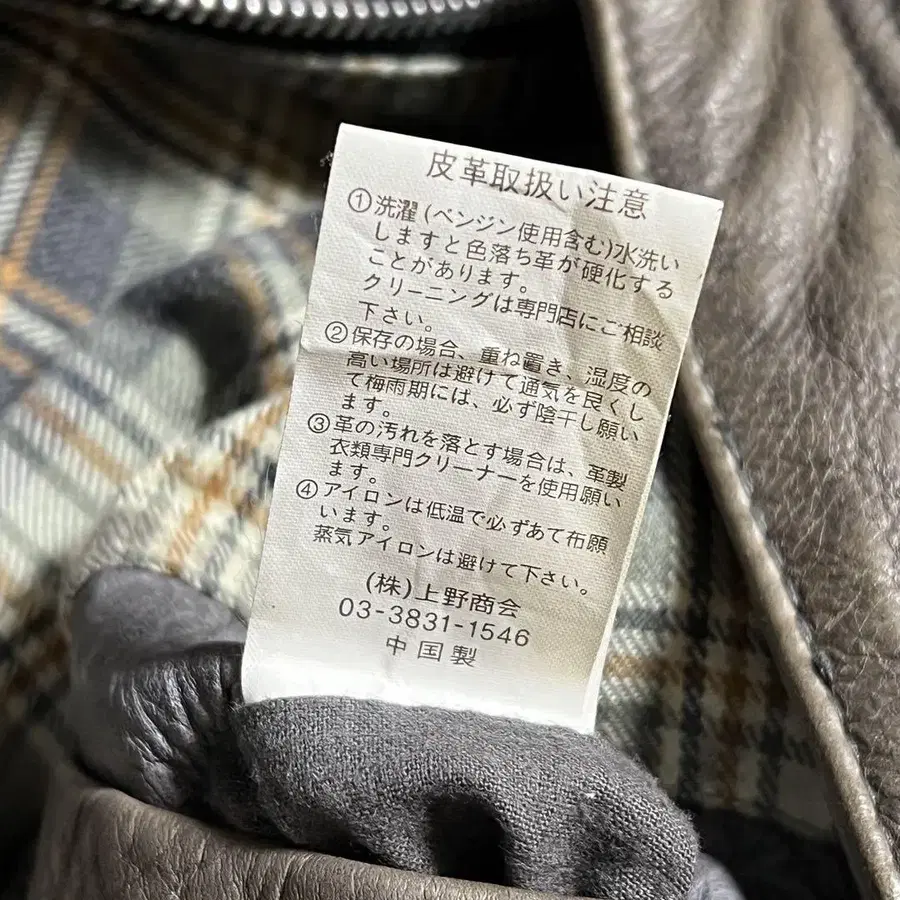 皮革取扱い注意
①洗濯(ベンジン使用含む)水洗い
しますと色落ち革が硬化する
ことがあります。
クリーニングは専門店にご相談
下さい。
②保存の場合、重ね置き、湿度の
高い場所は避けて通気を良くし
て梅雨期には、必ず陰干し願い
ます。
③革の汚れを落とす場合は、革製
衣類専門クリーナーを使用願い
ます。
④アイロンは低温で必ずあて布願
います。
蒸気アイロンは避けて下さい。
(株)上野商会
03-3831-1546
中国製